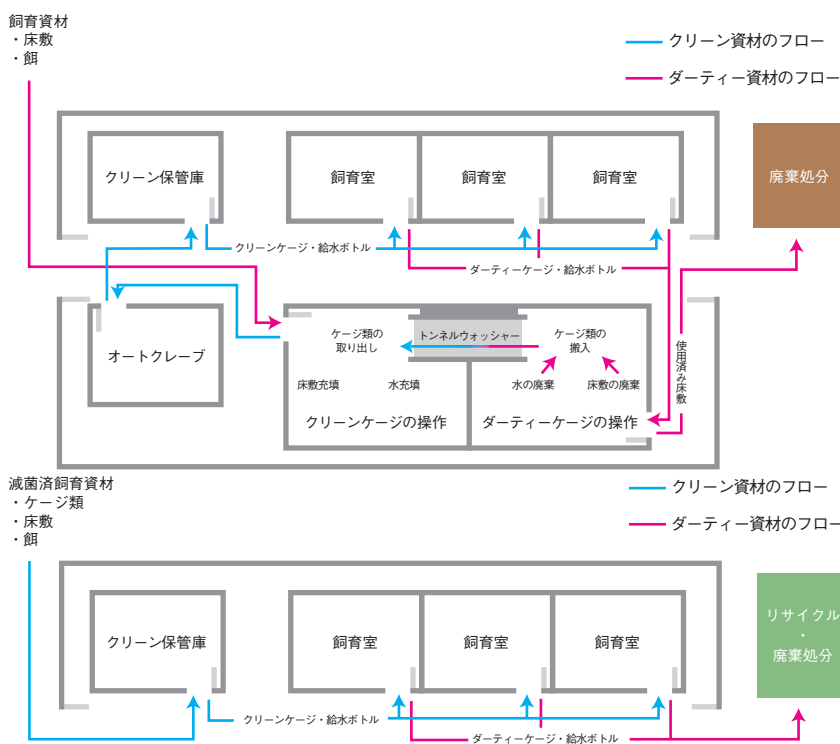 飼育資材
・床敷
・餌
クリーン資材のフロー
ダーティー資材のフロー
クリーン保管庫
飼育室
飼育室
飼育室
廃棄処分
クリーンケージ・給水ボトル
ダーティーケージ・給水ボトル
オートクレーブ
ケージ類の
取り出し
トンネルウォッシャー
ケージ類の
搬入
床敷充填
水充填
水の廃棄
床敷の廃棄
クリーンケージの操作
ダーティーケージの操作
使用済み床敷
滅菌済飼育資材
・ケージ類
・床敷
・餌
クリーン資材のフロー
ダーティー資材のフロー
クリーン保管庫
飼育室
飼育室
飼育室
リサイクル
・
廃棄処分
クリーンケージ・給水ボトル
ダーティーケージ・給水ボトル